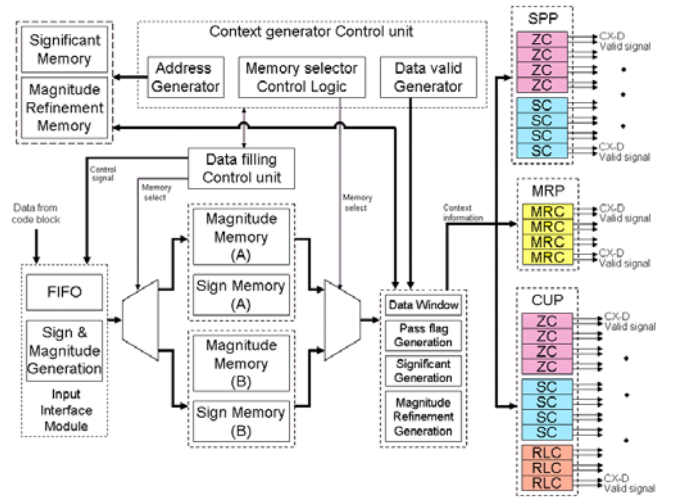 Significant
Memory
Magnitude
Refinement
Memory
Context generator Control unit
Address
Generator
Memory selector
Control Logic
Data valid
Generator
Data filling
Control unit
Control
signal
Memory
select
Memory
select
Data from
code block
FIFO
Sign &
Magnitude
Generation
Input
Interface
Module
Magnitude
Memory
(A)
Sign Memory
(A)
Magnitude
Memory
(B)
Sign Memory
(B)
Data Window
Pass flag
Generation
Significant
Generation
Magnitude
Refinement
Generation
Context
information
SPP
ZC
ZC
ZC
ZC
SC
SC
SC
SC
CX-D
Valid signal
CX-D
Valid signal
MRP
MRC
MRC
MRC
MRC
CX-D
Valid signal
CX-D
Valid signal
CUP
ZC
ZC
ZC
ZC
SC
SC
SC
SC
RLC
RLC
RLC
CX-D
Valid signal
CX-D
Valid signal